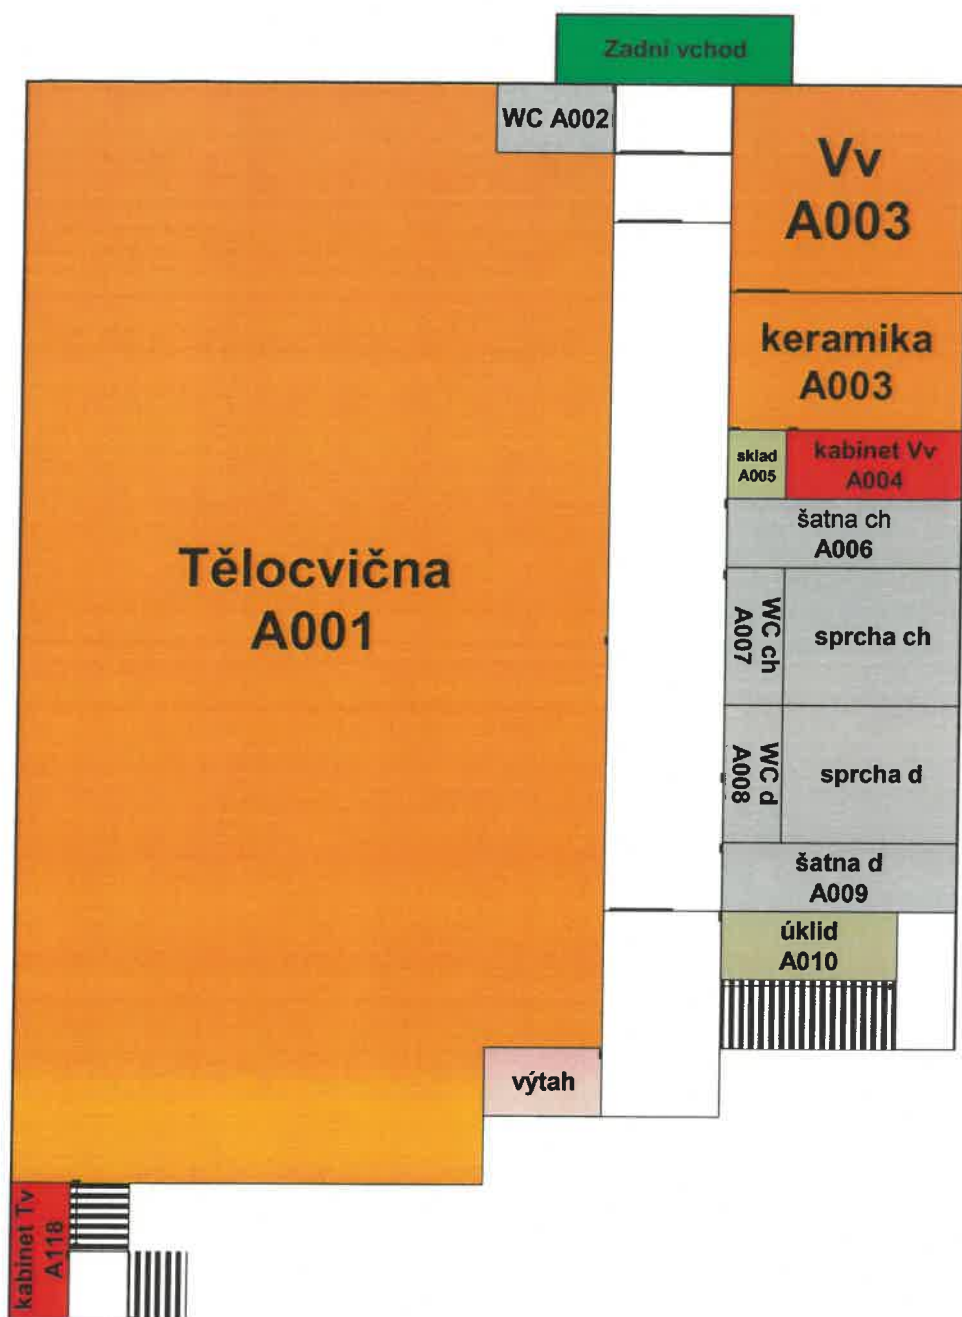 Zadní vchod
WC A002
Vv
A003
keramika
A003
sklad
A005
kabinet Vv
A004
šatna ch
A006
Tělocvična
A001
WC ch
A007
sprcha ch
WC d
A008
sprcha d
šatna d
A009
úklid
A010
výtah
kabinet Tv
A118